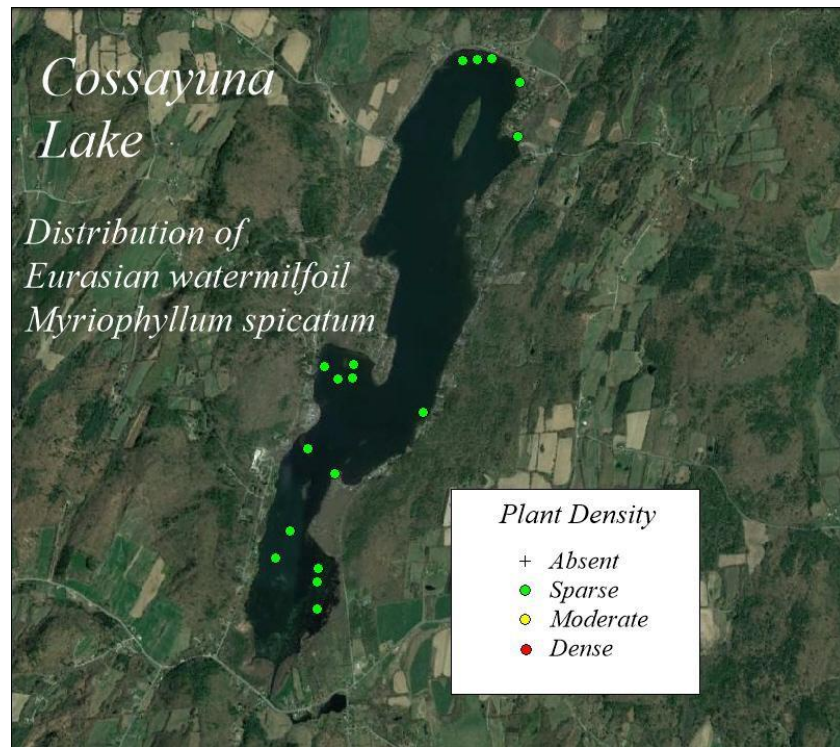 Cossayuna
Lake
Distribution of
Eurasian watermilfoil
Myriophyllum spicatum
Plant Density
+ Absent
Sparse
Moderate
Dense